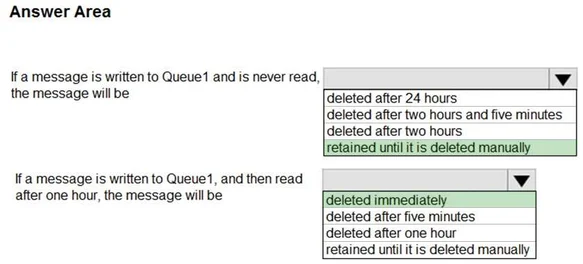 Answer Area
If a message is written to Queue1 and is never read,
the message will be
deleted after 24 hours
deleted after two hours and five minutes
deleted after two hours
retained until it is deleted manually
If a message is written to Queue1, and then read
after one hour, the message will be
deleted immediately
deleted after five minutes
deleted after one hour
retained until it is deleted manually